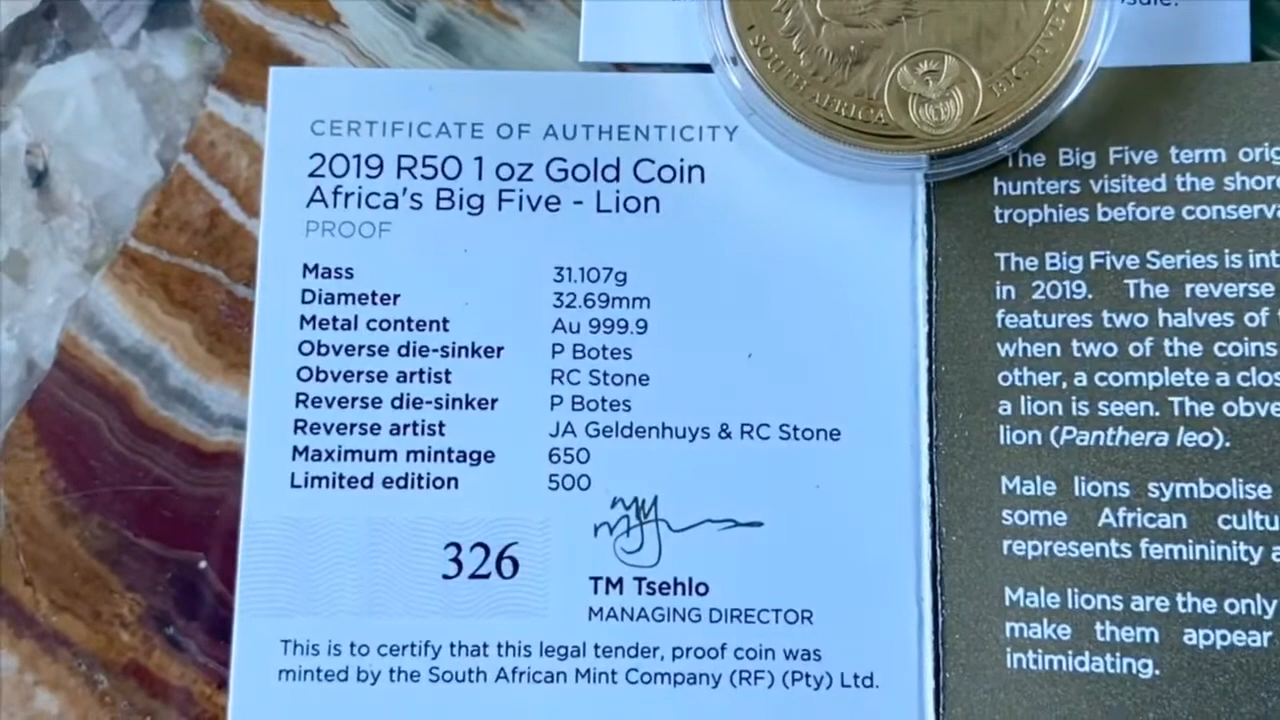 SOUTH AFRICA
BIG FIVE
CERTIFICATE OF AUTHENTICITY
2019 R50 1 oz Gold Coin
Africa's Big Five - Lion
PROOF
Mass 31.107g
Diameter 32.69mm
Metal content Au 999.9
Obverse die-sinker P Botes
Obverse artist RC Stone
Reverse die-sinker P Botes
Reverse artist JA Geldenhuys & RC Stone
Maximum mintage 650
Limited edition 500
326
TM Tsehlo
MANAGING DIRECTOR
This is to certify that this legal tender, proof coin was
minted by the South African Mint Company (RF) (Pty) Ltd.
The Big Five term orig
hunters visited the shore
trophies before conserva
The Big Five Series is int
in 2019. The reverse
features two halves of
when two of the coins
other, a complete a clos
a lion is seen. The obve
lion (Panthera leo).
Male lions symbolise
some African cultu
represents femininity a
Male lions are the only
make them appear
intimidating.